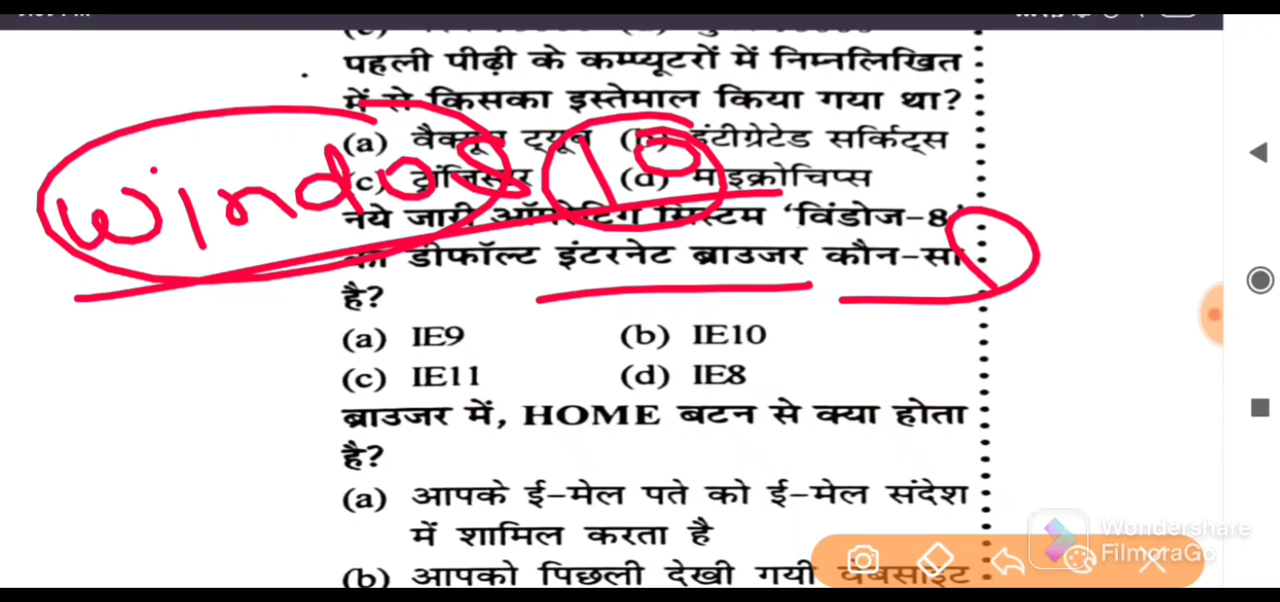 पहली पीढ़ी के कम्प्यूटरों में निम्नलिखित
में से किसका इस्तेमाल किया गया था?
(a) वैक्यूम ट्यूब (b) इंटीग्रेटेड सर्किट्स
(c) ट्रांजिस्टर (d) माइक्रोचिप्स
windos 10
नये जारी ऑपरेटिंग सिस्टम ‘विंडोज-8’
का डीफॉल्ट इंटरनेट ब्राउजर कौन-सा
है?
(a) IE9 (b) IE10
(c) IE11 (d) IE8
ब्राउजर में, HOME बटन से क्या होता
है?
(a) आपके ई-मेल पते को ई-मेल संदेश
में शामिल करता है
(b) आपको पिछली देखी गयी वेबसाइट
Wondershare
FilmoraGo